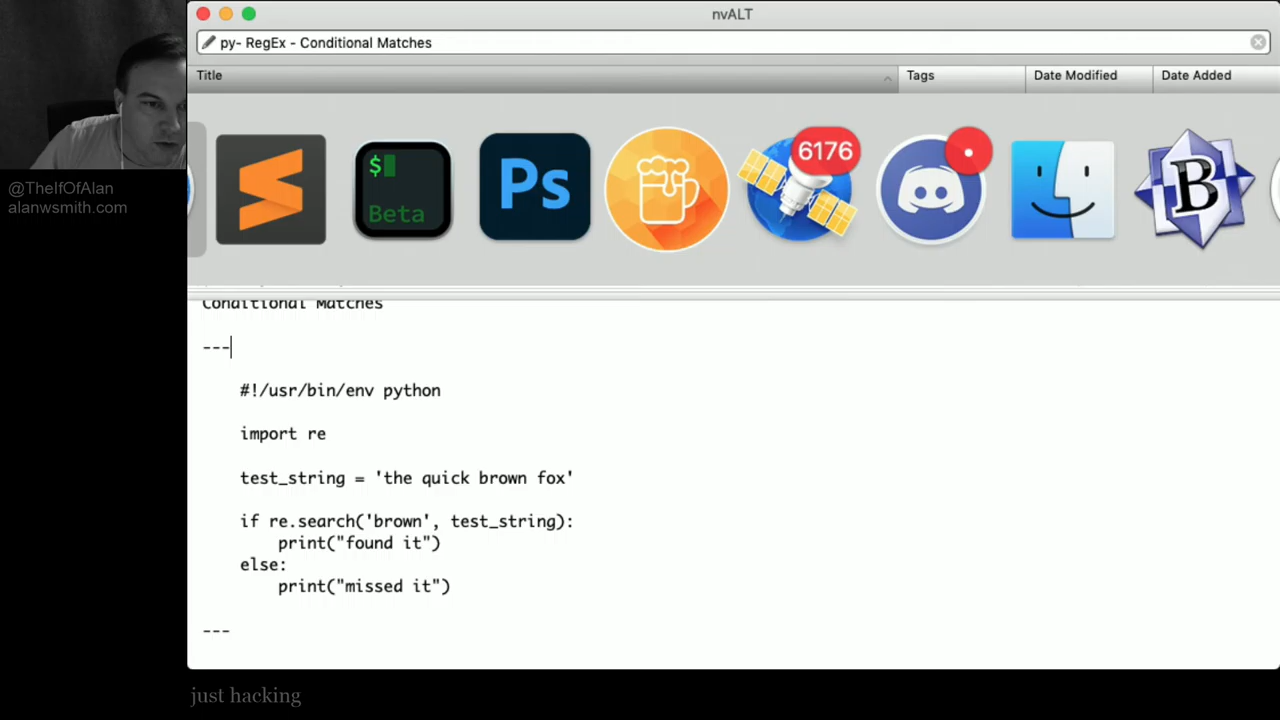 nvALT
py- RegEx - Conditional Matches
Title
Tags
Date Modified
Date Added
$
Beta
Ps
6176
B
@TheIfOfAlan
alanwsmith.com
Conditional Matches
---
#!/usr/bin/env python
import re
test_string = 'the quick brown fox'
if re.search('brown', test_string):
print("found it")
else:
print("missed it")
---
just hacking